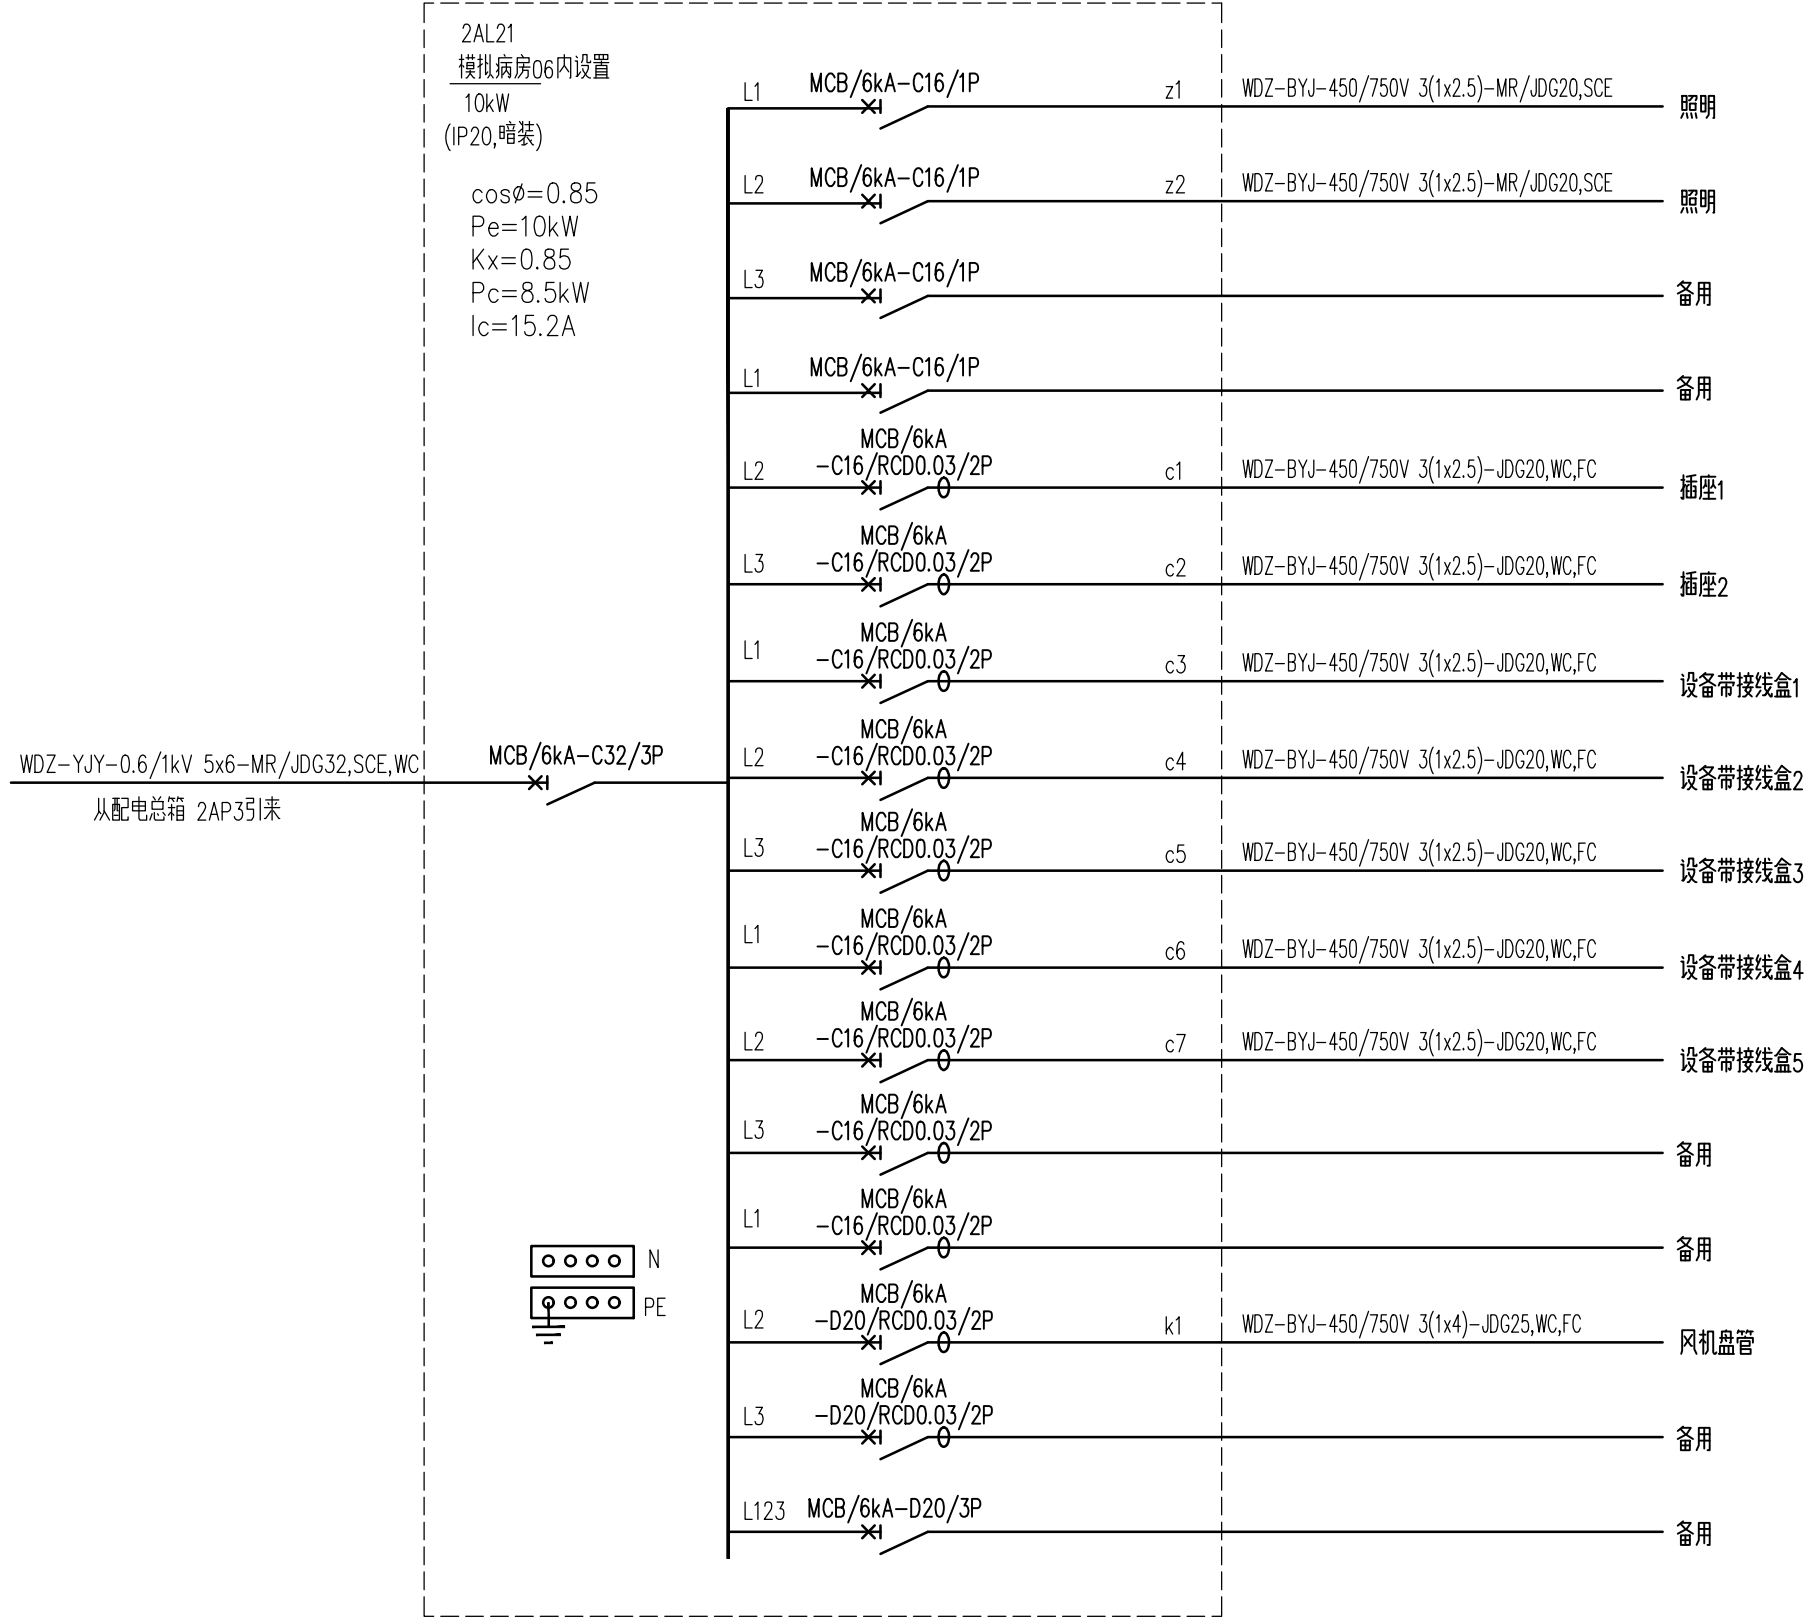 2AL21
模拟病房06内设置
10kW
(IP20,暗装)
cosø=0.85
Pe=10kW
Kx=0.85
Pc=8.5kW
Ic=15.2A
L1 MCB/6kA-C16/1P z1 WDZ-BYJ-450/750V 3(1x2.5)-MR/JDG20,SCE 照明
L2 MCB/6kA-C16/1P z2 WDZ-BYJ-450/750V 3(1x2.5)-MR/JDG20,SCE 照明
L3 MCB/6kA-C16/1P 备用
L1 MCB/6kA-C16/1P 备用
MCB/6kA
L2 -C16/RCD0.03/2P c1 WDZ-BYJ-450/750V 3(1x2.5)-JDG20,WC,FC 插座1
MCB/6kA
L3 -C16/RCD0.03/2P c2 WDZ-BYJ-450/750V 3(1x2.5)-JDG20,WC,FC 插座2
MCB/6kA
L1 -C16/RCD0.03/2P c3 WDZ-BYJ-450/750V 3(1x2.5)-JDG20,WC,FC 设备带接线盒1
WDZ-YJY-0.6/1kV 5x6-MR/JDG32,SCE,WC
从配电总箱 2AP3引来
MCB/6kA-C32/3P
MCB/6kA
L2 -C16/RCD0.03/2P c4 WDZ-BYJ-450/750V 3(1x2.5)-JDG20,WC,FC 设备带接线盒2
MCB/6kA
L3 -C16/RCD0.03/2P c5 WDZ-BYJ-450/750V 3(1x2.5)-JDG20,WC,FC 设备带接线盒3
MCB/6kA
L1 -C16/RCD0.03/2P c6 WDZ-BYJ-450/750V 3(1x2.5)-JDG20,WC,FC 设备带接线盒4
MCB/6kA
L2 -C16/RCD0.03/2P c7 WDZ-BYJ-450/750V 3(1x2.5)-JDG20,WC,FC 设备带接线盒5
MCB/6kA
L3 -C16/RCD0.03/2P 备用
MCB/6kA
L1 -C16/RCD0.03/2P 备用
N
PE
MCB/6kA
L2 -D20/RCD0.03/2P k1 WDZ-BYJ-450/750V 3(1x4)-JDG25,WC,FC 风机盘管
MCB/6kA
L3 -D20/RCD0.03/2P 备用
L123 MCB/6kA-D20/3P 备用